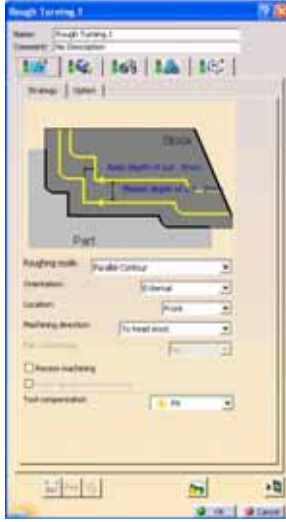 Rough Turning.1
Name: Rough Turning.1
Comment: No Description
Strategy Option
Block
Part
Roughing mode: Parallel Contour
Orientation: External
Location: Front
Machining direction: To head stock
Recess machining
Tool compensation P9
OK Cancel